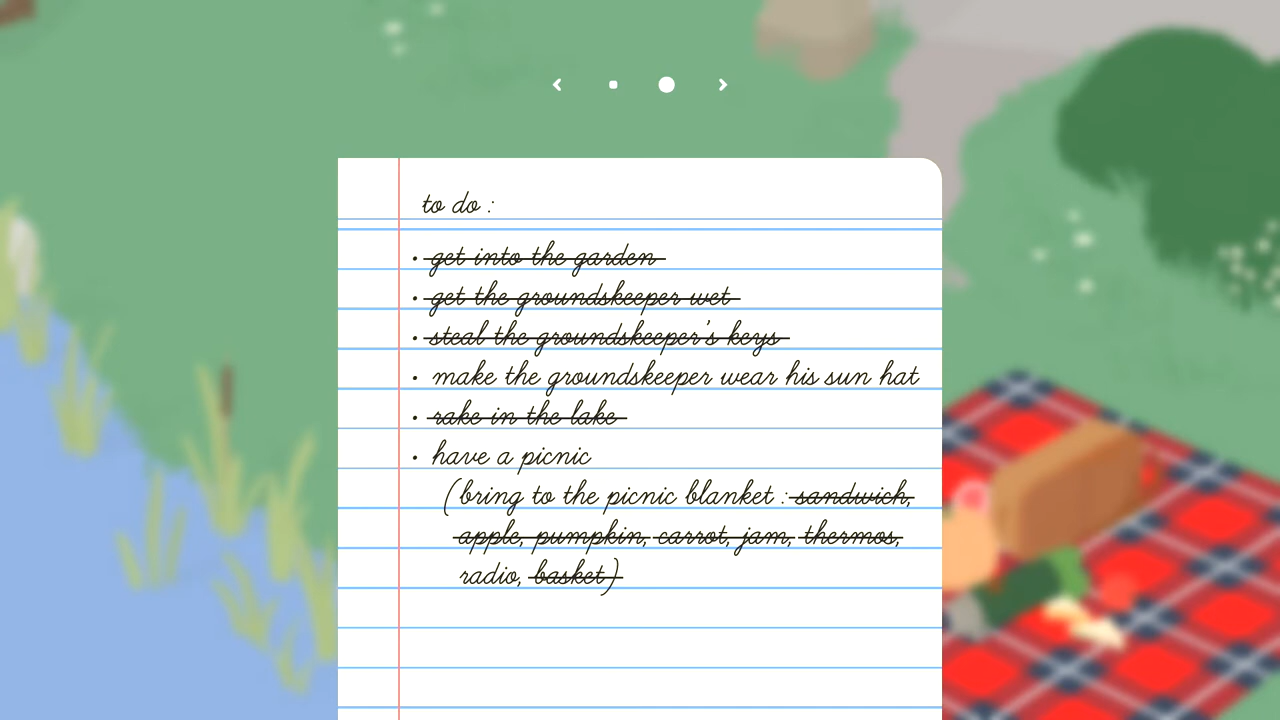 to do :
• get into the garden
• get the groundskeeper wet
• steal the groundskeeper's keys
• make the groundskeeper wear his sun hat
• rake in the lake
• have a picnic
(bring to the picnic blanket : sandwich,
apple, pumpkin, carrot, jam, thermos,
radio, basket)